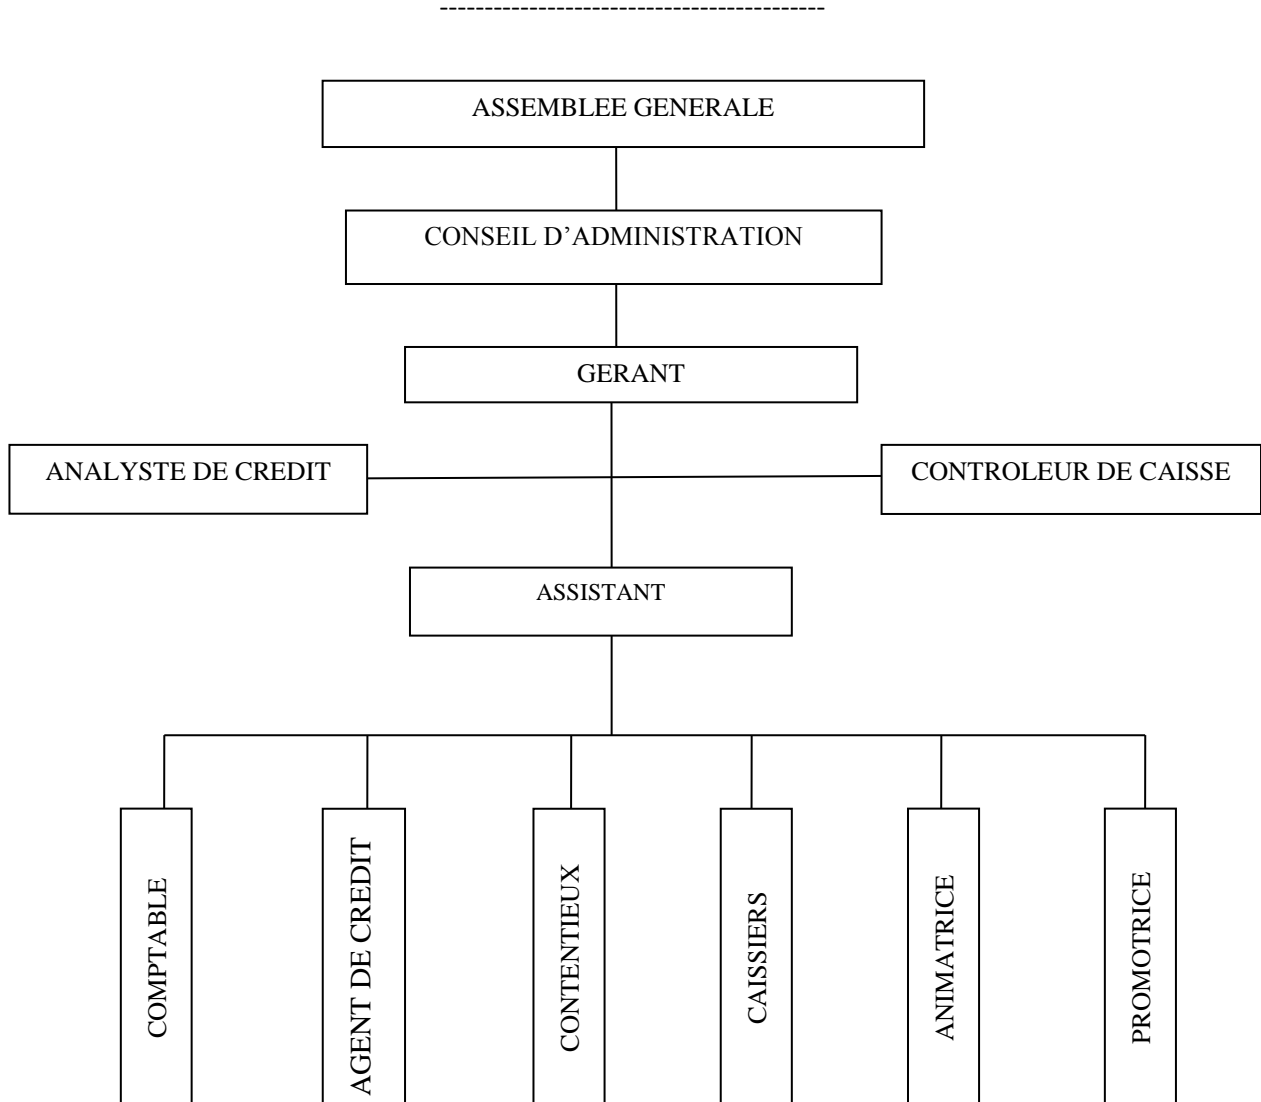 -------------------------------------------
ASSEMBLEE GENERALE
CONSEIL D’ADMINISTRATION
GERANT
ANALYSTE DE CREDIT
CONTROLEUR DE CAISSE
ASSISTANT
COMPTABLE
AGENT DE CREDIT
CONTENTIEUX
CAISSIERS
ANIMATRICE
PROMOTRICE